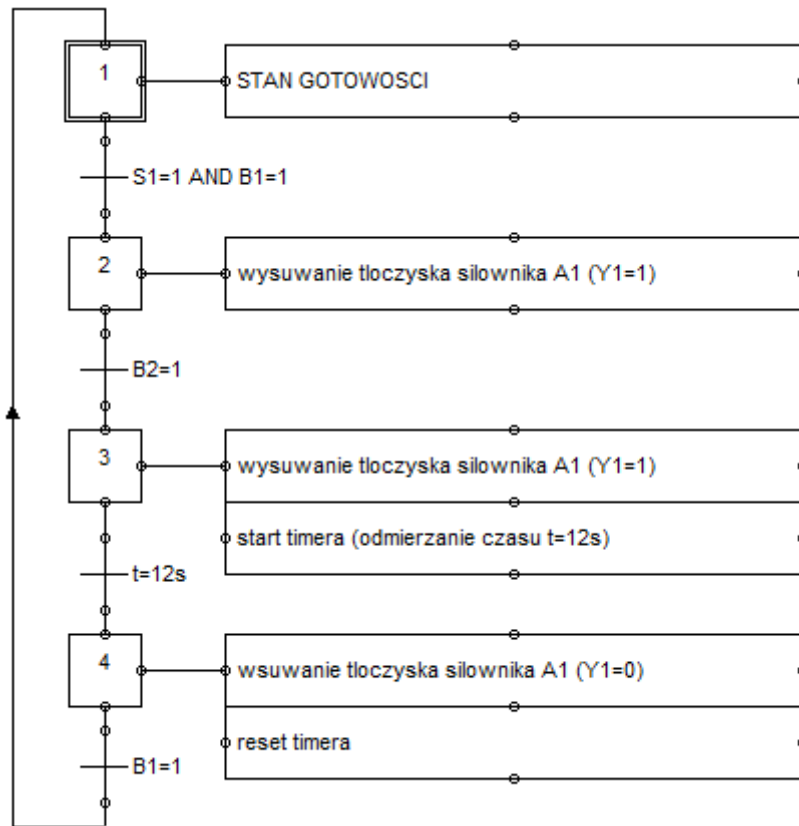 1
STAN GOTOWOSCI
S1=1 AND B1=1
2
wysuwanie tloczyska silownika A1 (Y1=1)
B2=1
3
wysuwanie tloczyska silownika A1 (Y1=1)
start timera (odmierzanie czasu t=12s)
t=12s
4
wsuwanie tloczyska silownika A1 (Y1=0)
reset timera
B1=1